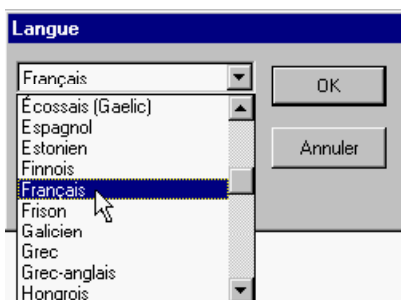 Langue
Français
OK
Écossais (Gaelic)
Espagnol
Estonien
Annuler
Finnois
Français
Frison
Galicien
Grec
Grec-anglais
Hongrois